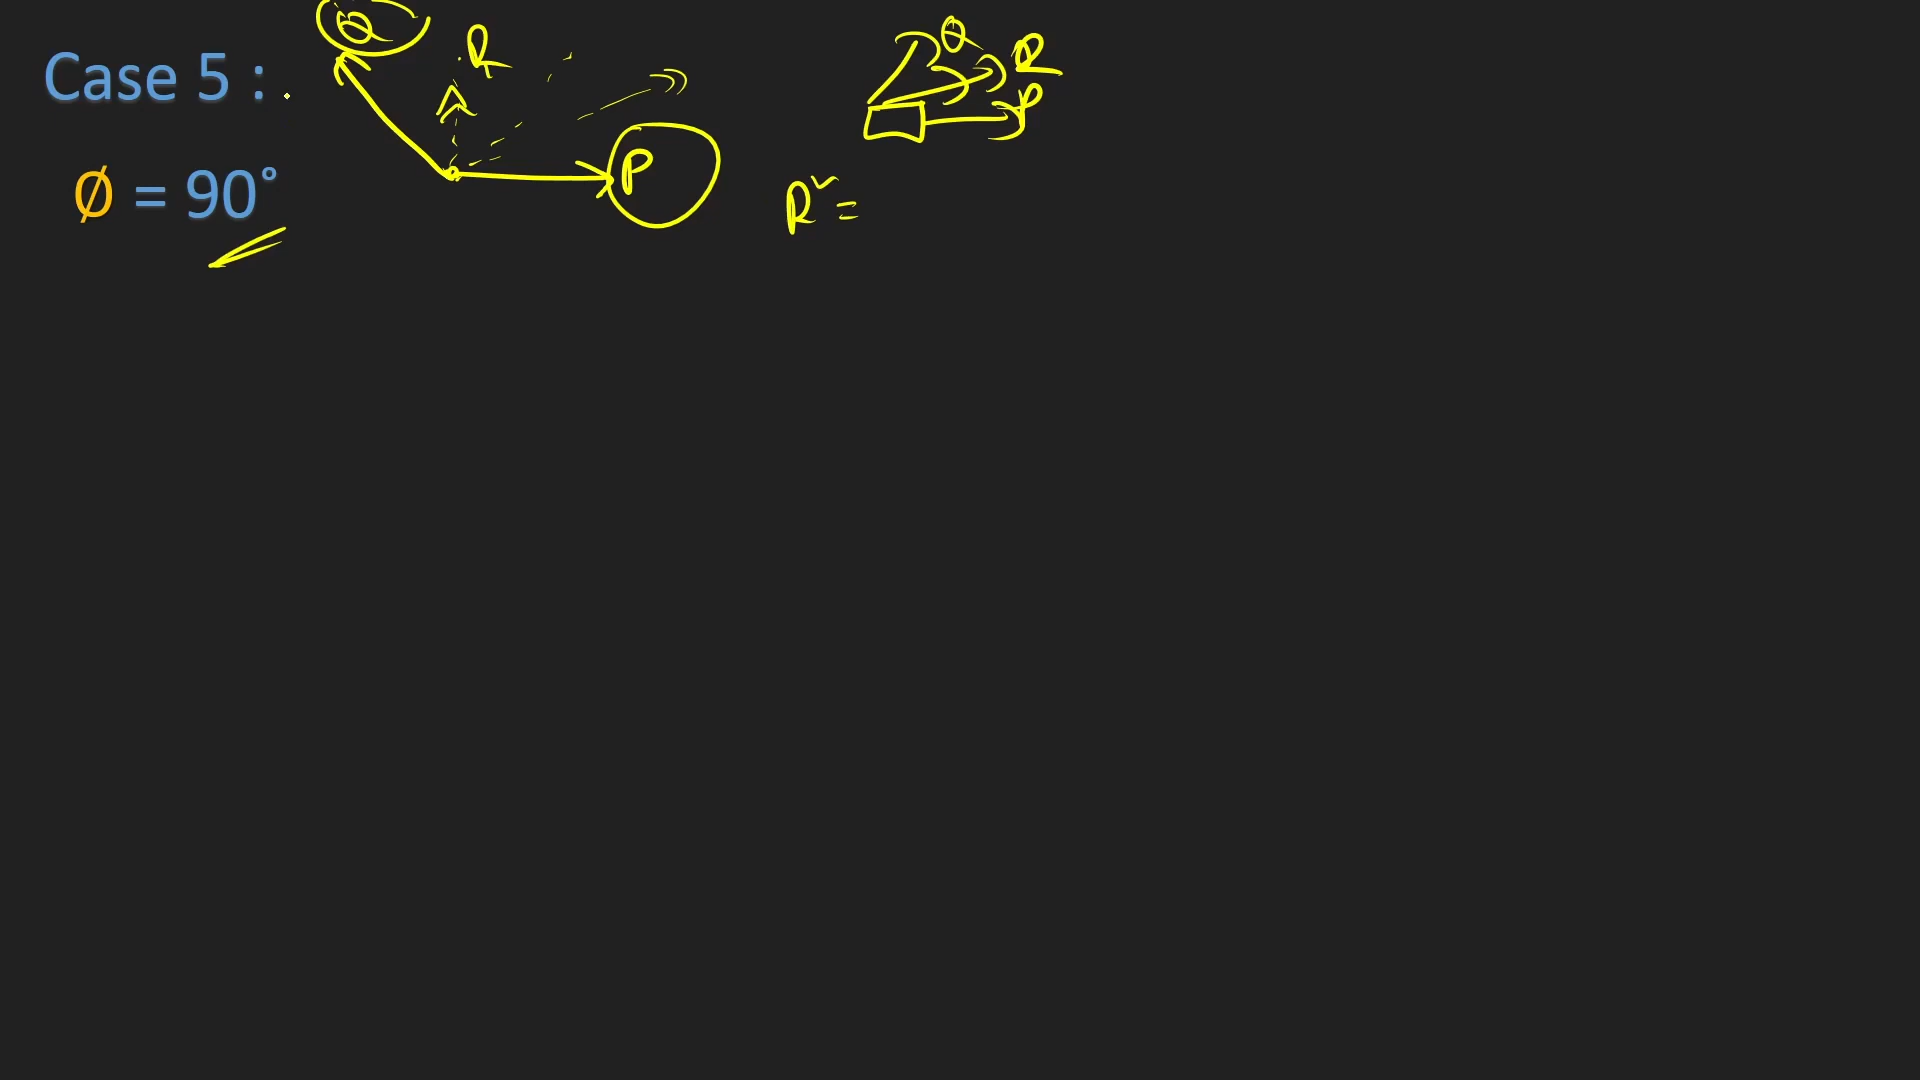 Case 5 :
Ø = 90°
Q
R
P
Q
R
P
R² =